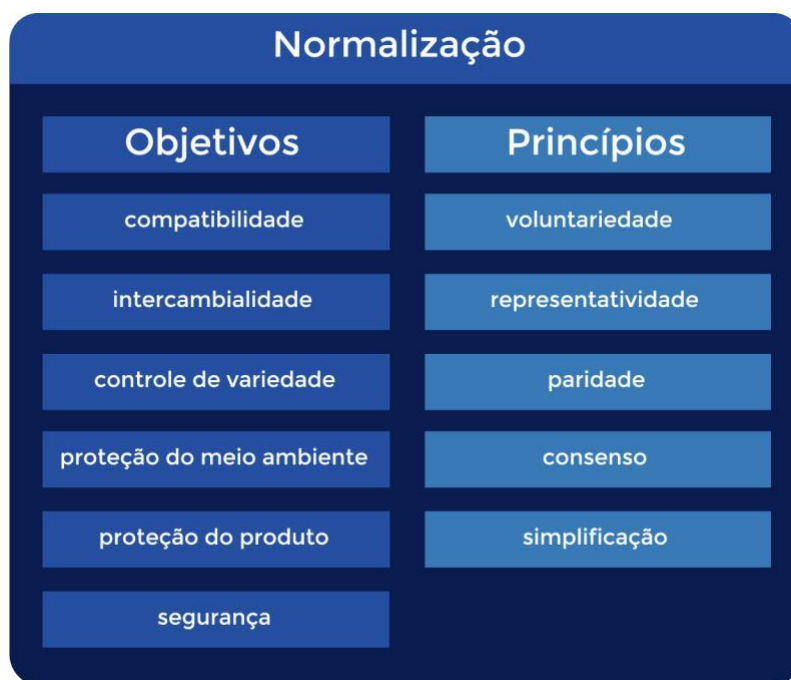 Normalização
Objetivos
compatibilidade
intercambialidade
controle de variedade
proteção do meio ambiente
proteção do produto
segurança
Princípios
voluntariedade
representatividade
paridade
consenso
simplificação